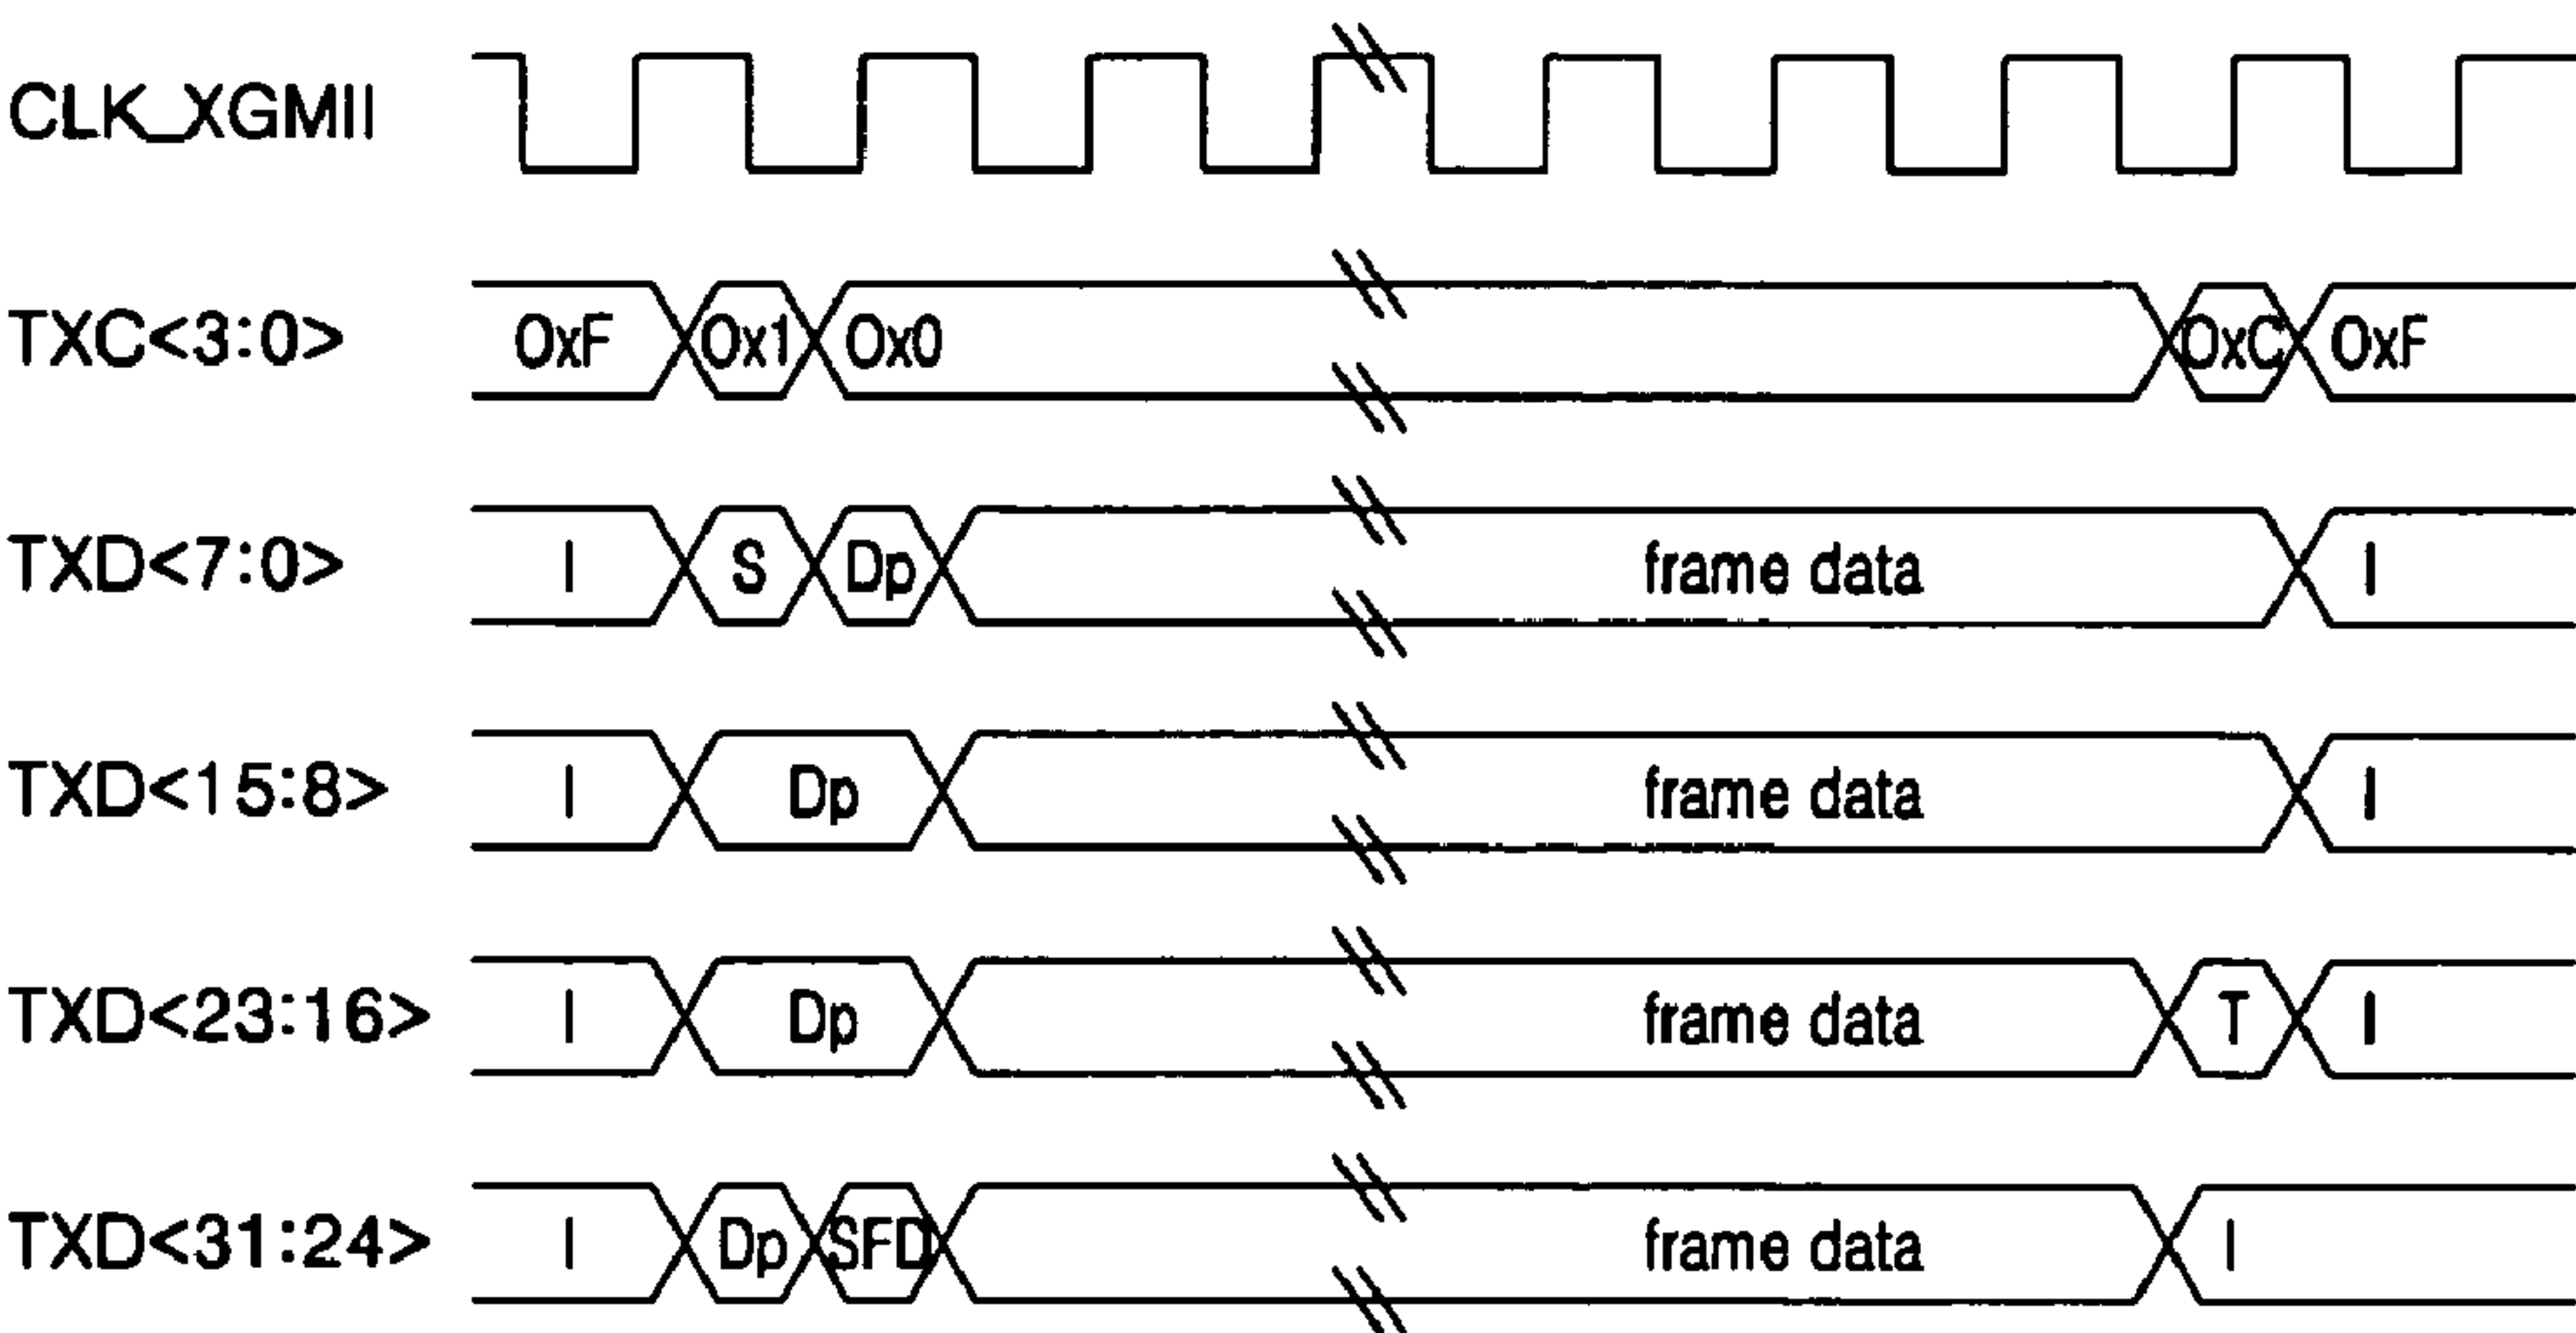 CLK_XGMII
TXC<3:0> 0xF 0x1 0x0 0xC 0xF
TXD<7:0> I S Dp frame data I
TXD<15:8> I Dp frame data I
TXD<23:16> I Dp frame data T I
TXD<31:24> I Dp SFD frame data I